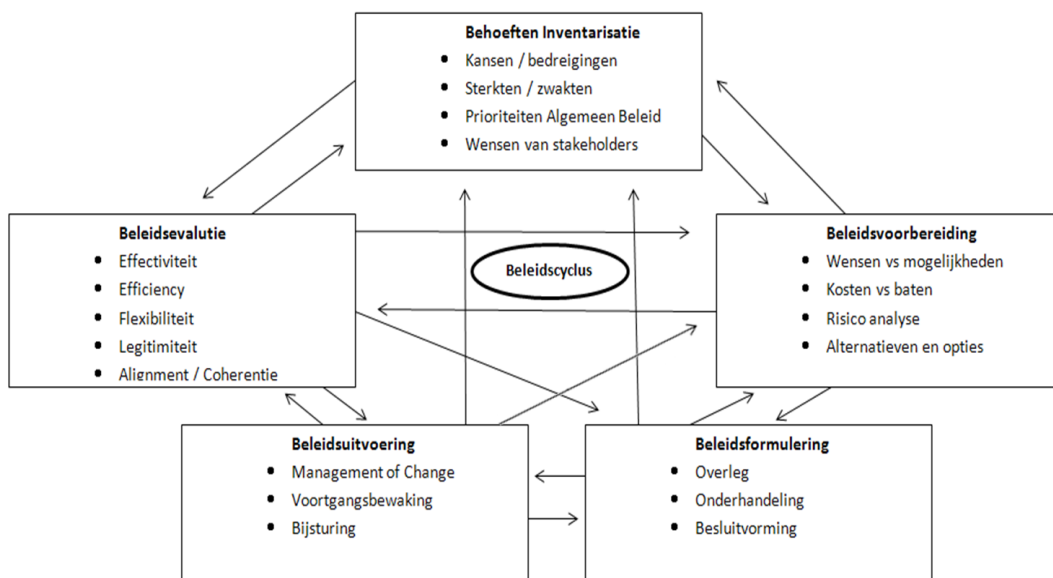 Behoeften Inventarisatie
• Kansen / bedreigingen
• Sterkten / zwakten
• Prioriteiten Algemeen Beleid
• Wensen van stakeholders
Beleidsevalutie
• Effectiviteit
• Efficiency
• Flexibiliteit
• Legitimiteit
• Alignment / Coherentie
Beleidscyclus
Beleidsvoorbereiding
• Wensen vs mogelijkheden
• Kosten vs baten
• Risico analyse
• Alternatieven en opties
Beleidsuitvoering
• Management of Change
• Voortgangsbewaking
• Bijsturing
Beleidsformulering
• Overleg
• Onderhandeling
• Besluitvorming